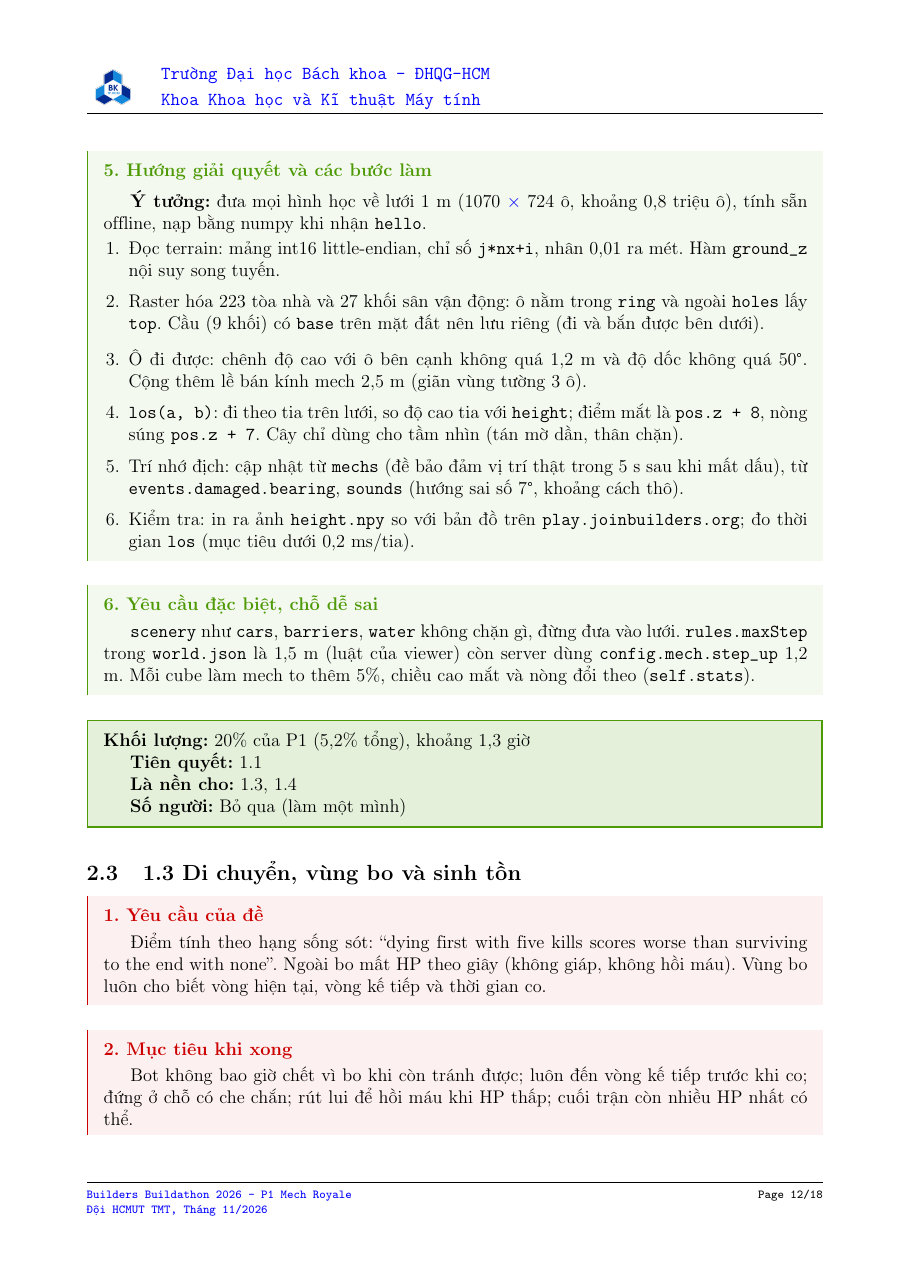 BK
Trường Đại học Bách khoa - ĐHQG-HCM
Khoa Khoa học và Kĩ thuật Máy tính
5. Hướng giải quyết và các bước làm
Ý tưởng: đưa mọi hình học về lưới 1 m (1070 × 724 ô, khoảng 0,8 triệu ô), tính sẵn
offline, nạp bằng numpy khi nhận hello.
1. Đọc terrain: mảng int16 little-endian, chỉ số j*nx+i, nhân 0,01 ra mét. Hàm ground_z
nội suy song tuyến.
2. Raster hóa 223 tòa nhà và 27 khối sân vận động: ô nằm trong ring và ngoài holes lấy
top. Cầu (9 khối) có base trên mặt đất nên lưu riêng (đi và bắn được bên dưới).
3. Ô đi được: chênh độ cao với ô bên cạnh không quá 1,2 m và độ dốc không quá 50°.
Cộng thêm lề bán kính mech 2,5 m (giãn vùng tường 3 ô).
4. los(a, b): đi theo tia trên lưới, so độ cao tia với height; điểm mắt là pos.z + 8, nòng
súng pos.z + 7. Cây chỉ dùng cho tầm nhìn (tán mờ dần, thân chặn).
5. Trí nhớ địch: cập nhật từ mechs (đề bảo đảm vị trí thật trong 5 s sau khi mất dấu), từ
events.damaged.bearing, sounds (hướng sai số 7°, khoảng cách thô).
6. Kiểm tra: in ra ảnh height.npy so với bản đồ trên play.joinbuilders.org; đo thời
gian los (mục tiêu dưới 0,2 ms/tia).
6. Yêu cầu đặc biệt, chỗ dễ sai
scenery như cars, barriers, water không chặn gì, đừng đưa vào lưới. rules.maxStep
trong world.json là 1,5 m (luật của viewer) còn server dùng config.mech.step_up 1,2
m. Mỗi cube làm mech to thêm 5%, chiều cao mắt và nòng đổi theo (self.stats).
Khối lượng: 20% của P1 (5,2% tổng), khoảng 1,3 giờ
Tiên quyết: 1.1
Là nền cho: 1.3, 1.4
Số người: Bỏ qua (làm một mình)
2.3 1.3 Di chuyển, vùng bo và sinh tồn
1. Yêu cầu của đề
Điểm tính theo hạng sống sót: “dying first with five kills scores worse than surviving
to the end with none”. Ngoài bo mất HP theo giây (không giáp, không hồi máu). Vùng bo
luôn cho biết vòng hiện tại, vòng kế tiếp và thời gian co.
2. Mục tiêu khi xong
Bot không bao giờ chết vì bo khi còn tránh được; luôn đến vòng kế tiếp trước khi co;
đứng ở chỗ có che chắn; rút lui để hồi máu khi HP thấp; cuối trận còn nhiều HP nhất có
thể.
Builders Buildathon 2026 - P1 Mech Royale
Page 12/18
Đội HCMUT TMT, Tháng 11/2026